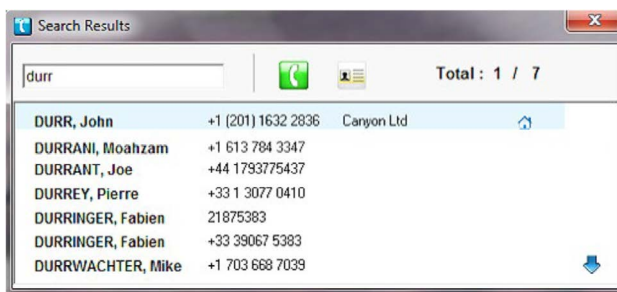 Search Results
durr
Total : 1 / 7
DURR, John +1 (201) 1632 2836 Canyon Ltd
DURRANI, Moahzam +1 613 784 3347
DURRANT, Joe +44 1793775437
DURREY, Pierre +33 1 3077 0410
DURRINGER, Fabien 21875383
DURRINGER, Fabien +33 39067 5383
DURRWACHTER, Mike +1 703 668 7039